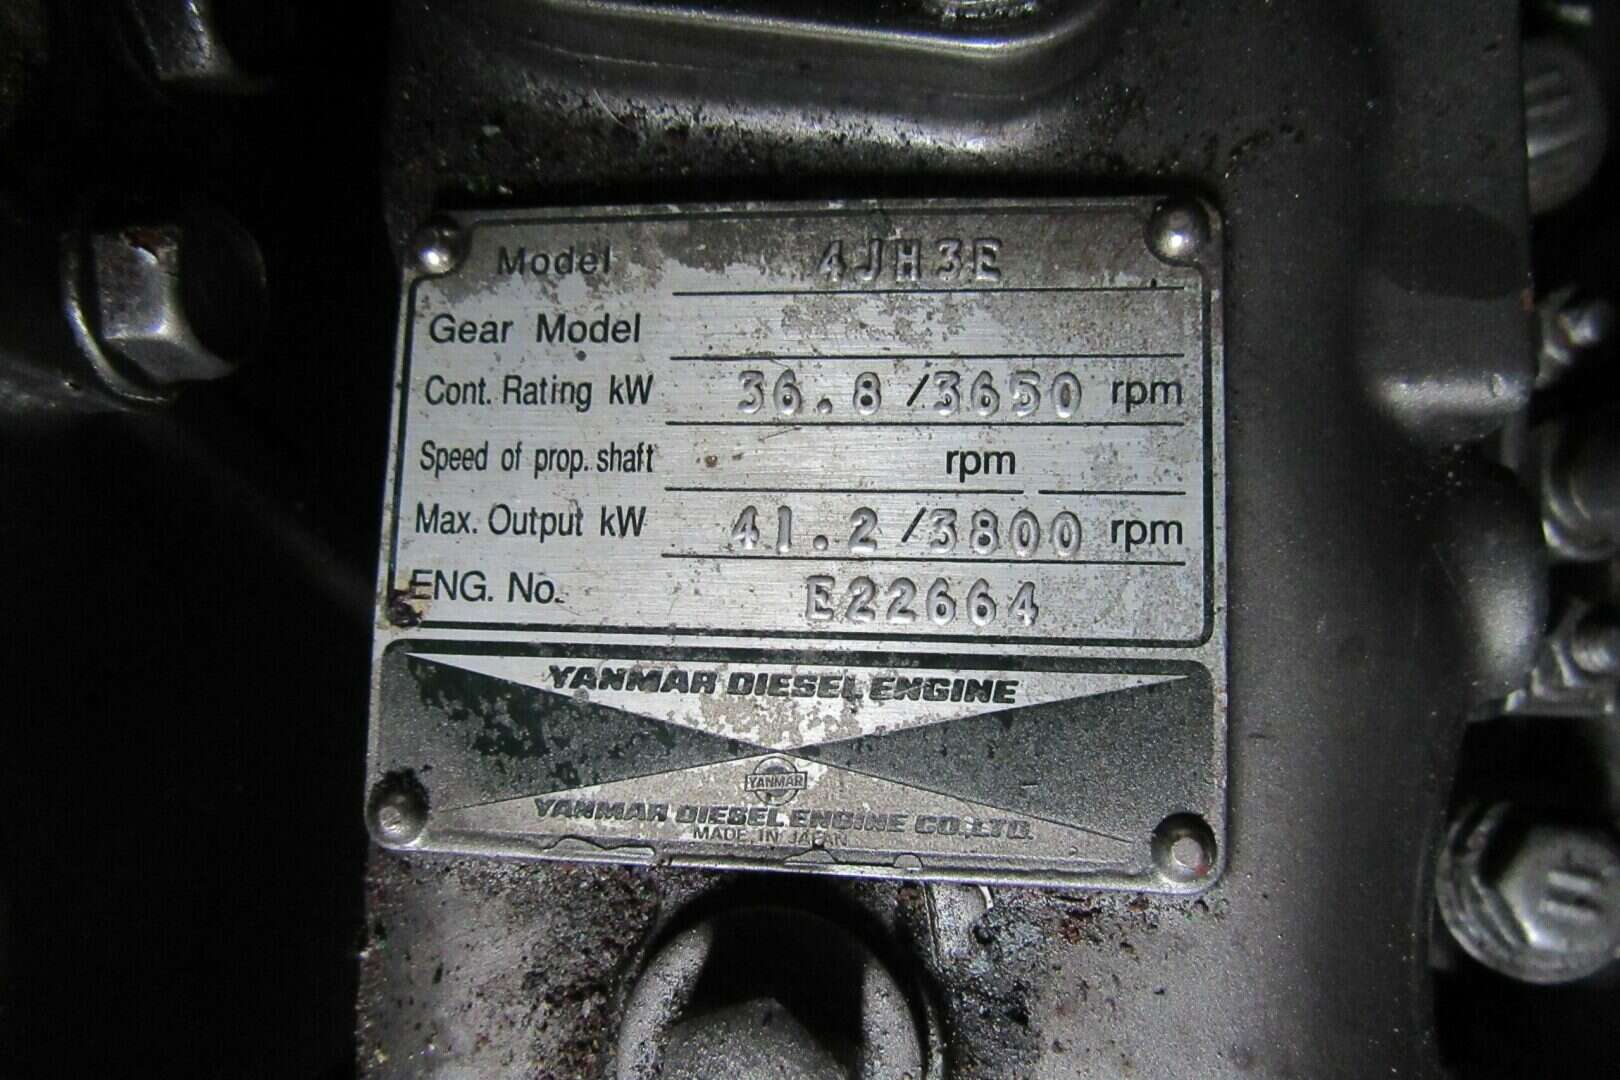 Model 4JH3E
Gear Model
Cont. Rating kW 36.8/3650 rpm
Speed of prop. shaft rpm
Max. Output kW 41.2/3800 rpm
ENG. No. E22664
YANMAR DIESEL ENGINE
YANMAR
YANMAR DIESEL ENGINE CO., LTD.
MADE IN JAPAN